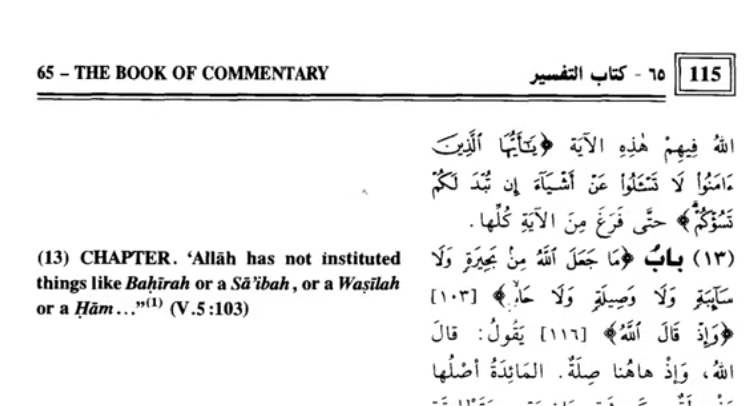 65 – THE BOOK OF COMMENTARY
٦٥ - كتاب التفسير
115
اللهُ فِيهِمْ هٰذِهِ الآيَةَ ﴿يَٰٓأَيُّهَا ٱلَّذِينَ
ءَامَنُوا۟ لَا تَسْـَٔلُوا۟ عَنْ أَشْيَآءَ إِن تُبْدَ لَكُمْ
تَسُؤْكُمْ﴾ حتَّى فَرَغَ مِنَ الآيَةِ كُلِّها.
(13) CHAPTER. ‘Allāh has not instituted
things like Baḥīrah or a Sā’ibah, or a Waṣīlah
or a Ḥām...”(1) (V.5:103)
(١٣) بابُ ﴿مَا جَعَلَ ٱللَّهُ مِنۢ بَحِيرَةٍ وَلَا
سَآئِبَةٍ وَلَا وَصِيلَةٍ وَلَا حَامٍ﴾ [١٠٣]
﴿وَإِذْ قَالَ ٱللَّهُ﴾ [١١٦] يَقُولُ: قالَ
اللهُ، وَإِذْ هاهُنا صِلَةٌ. المَائِدَةُ أصْلُها